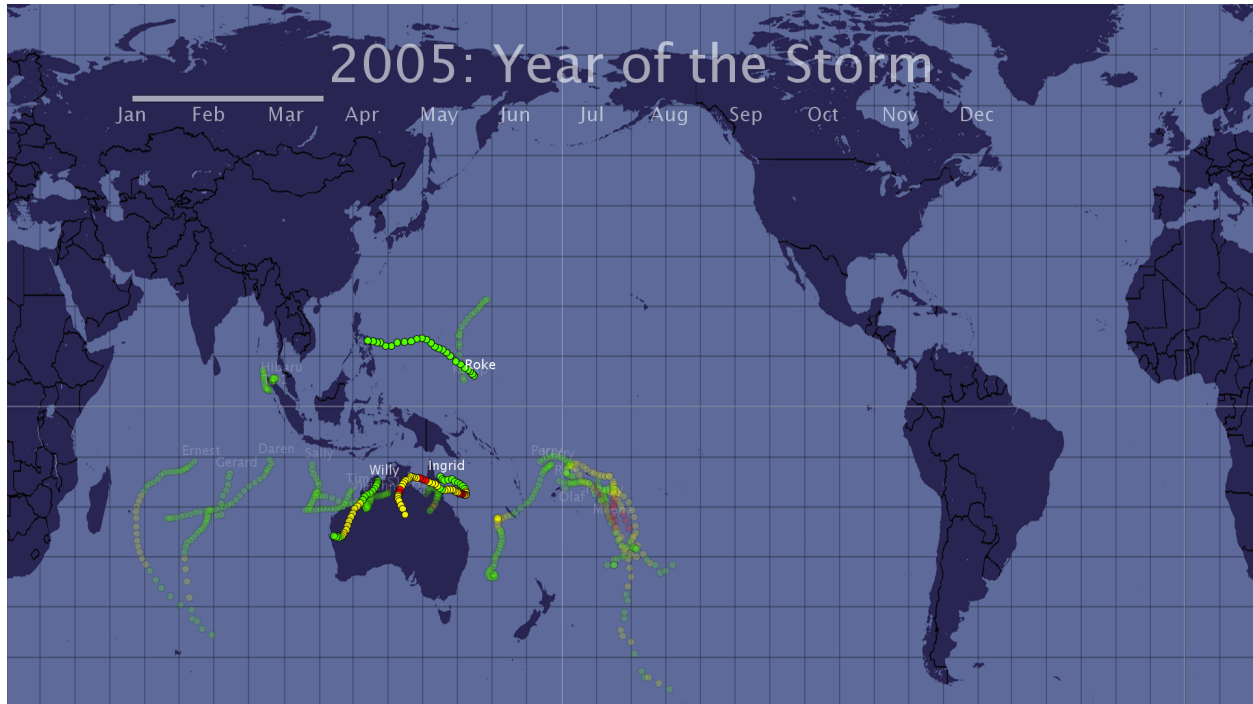 2005: Year of the Storm
Jan Feb Mar Apr May Jun Jul Aug Sep Oct Nov Dec
Roke
Hibaru
Ernest
Gerard
Daren
Sally
Willy
Ingrid
Olaf